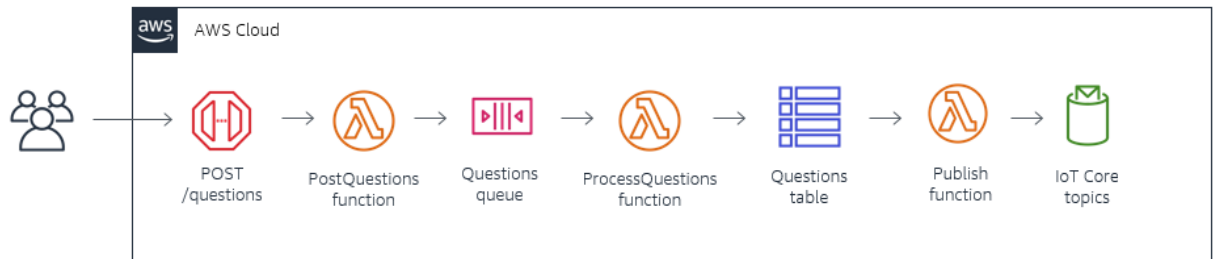 aws
AWS Cloud
POST
/questions
PostQuestions
function
Questions
queue
ProcessQuestions
function
Questions
table
Publish
function
IoT Core
topics